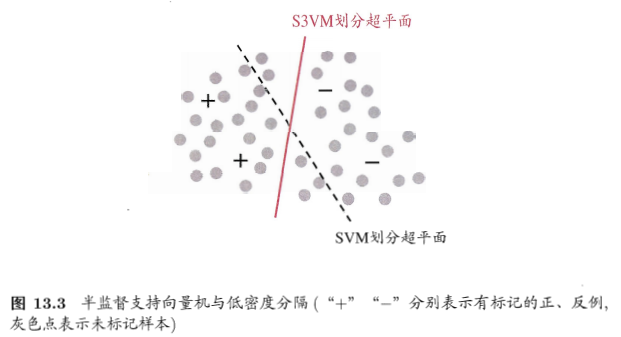 S3VM划分超平面
+
−
+
−
SVM划分超平面
图 13.3 半监督支持向量机与低密度分隔 (“+” “−” 分别表示有标记的正、反例,
灰色点表示未标记样本)